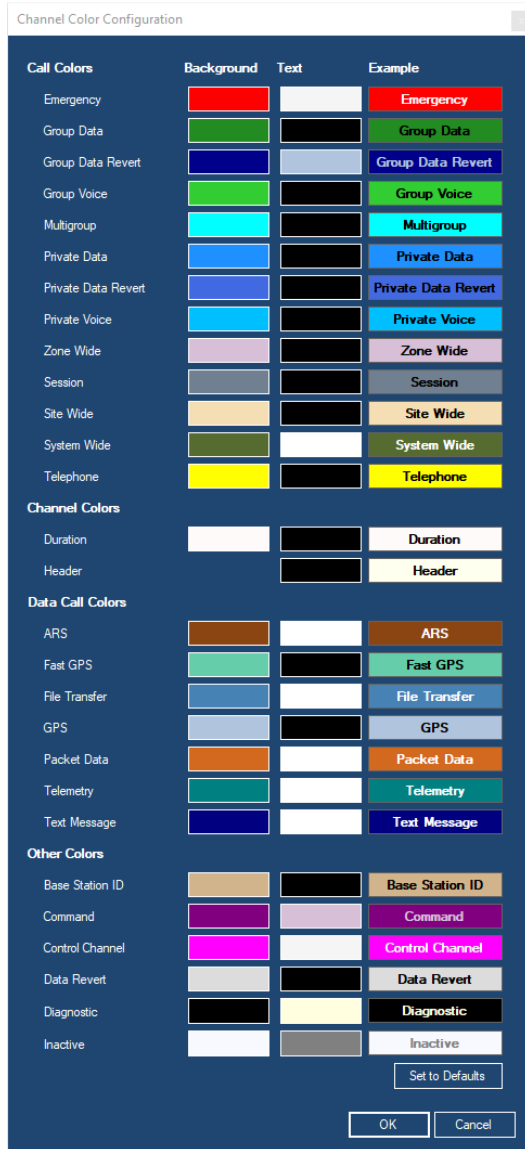 Channel Color Configuration
Call Colors Background Text Example
Emergency Emergency
Group Data Group Data
Group Data Revert Group Data Revert
Group Voice Group Voice
Multigroup Multigroup
Private Data Private Data
Private Data Revert Private Data Revert
Private Voice Private Voice
Zone Wide Zone Wide
Session Session
Site Wide Site Wide
System Wide System Wide
Telephone Telephone
Channel Colors
Duration Duration
Header Header
Data Call Colors
ARS ARS
Fast GPS Fast GPS
File Transfer File Transfer
GPS GPS
Packet Data Packet Data
Telemetry Telemetry
Text Message Text Message
Other Colors
Base Station ID Base Station ID
Command Command
Control Channel Control Channel
Data Revert Data Revert
Diagnostic Diagnostic
Inactive Inactive
Set to Defaults
OK Cancel